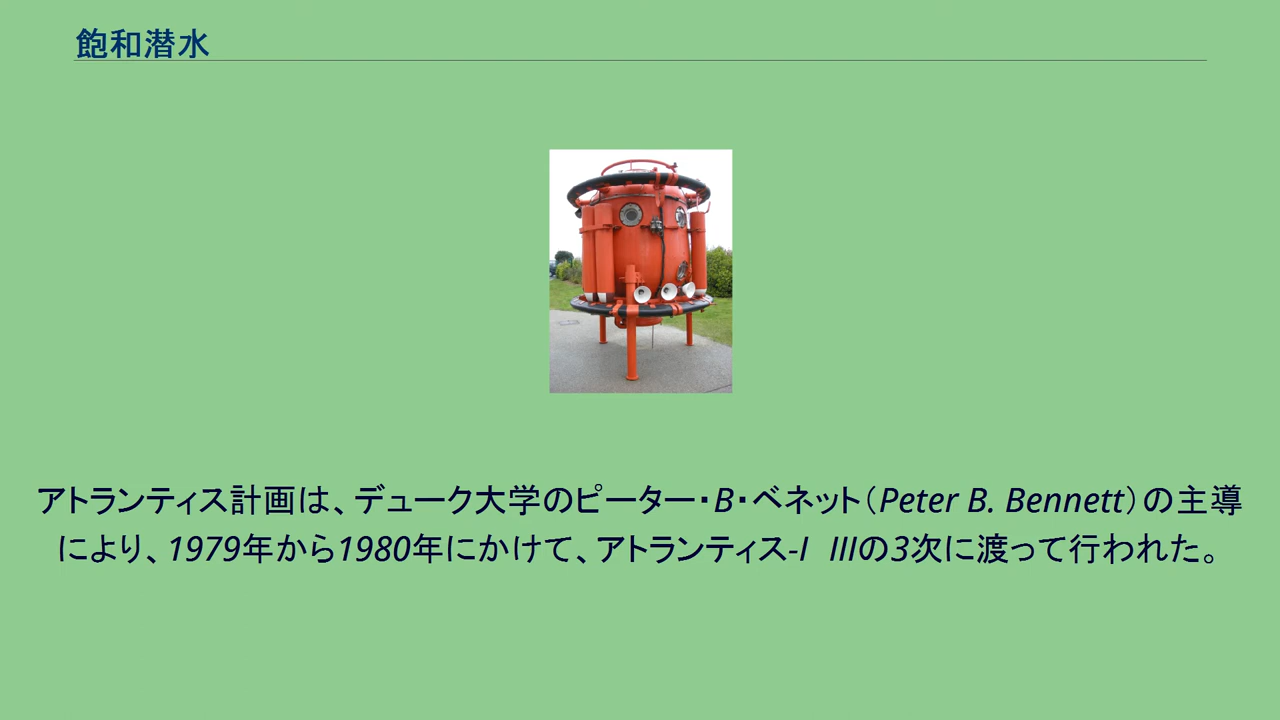 飽和潜水
アトランティス計画は、デューク大学のピーター・B・ベネット（Peter B. Bennett）の主導
により、1979年から1980年にかけて、アトランティス-I  IIIの3次に渡って行われた。